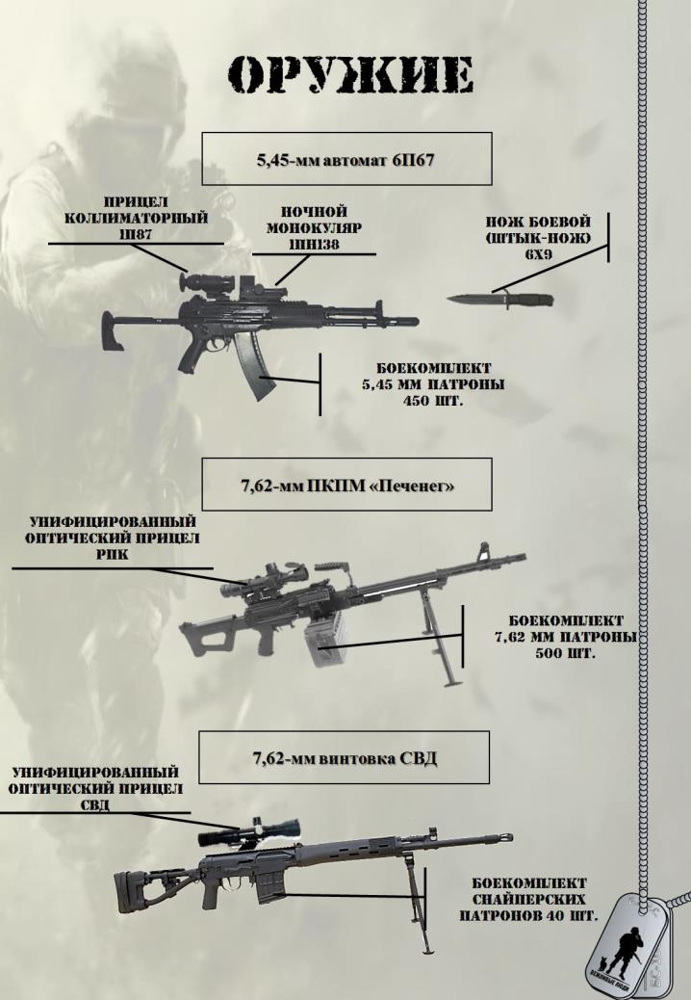 ОРУЖИЕ
5,45-мм автомат 6П67
ПРИЦЕЛ
КОЛЛИМАТОРНЫЙ
1П87
НОЧНОЙ
МОНОКУЛЯР
1ПН138
НОЖ БОЕВОЙ
(ШТЫК-НОЖ)
6Х9
БОЕКОМПЛЕКТ
5,45 ММ ПАТРОНЫ
450 ШТ.
7,62-мм ПКПМ «Печенег»
УНИФИЦИРОВАННЫЙ
ОПТИЧЕСКИЙ ПРИЦЕЛ
РПК
БОЕКОМПЛЕКТ
7,62 ММ ПАТРОНЫ
500 ШТ.
7,62-мм винтовка СВД
УНИФИЦИРОВАННЫЙ
ОПТИЧЕСКИЙ ПРИЦЕЛ
СВД
БОЕКОМПЛЕКТ
СНАЙПЕРСКИХ
ПАТРОНОВ 40 ШТ.
ВЕЖЛИВЫЕ ЛЮДИ